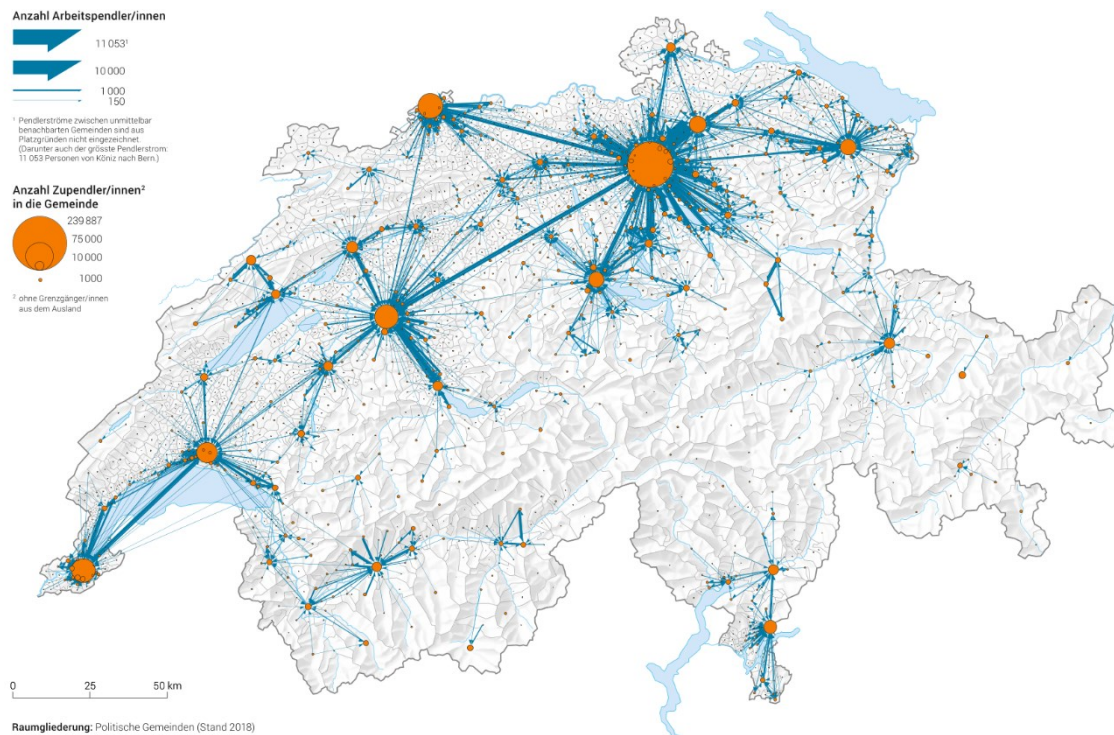 Anzahl Arbeitspendler/innen
11 053¹
10 000
1 000
150
¹ Pendlerströme zwischen unmittelbar
benachbarten Gemeinden sind aus
Platzgründen nicht eingezeichnet.
(Darunter auch der grösste Pendlerstrom:
11 053 Personen von Köniz nach Bern.)
Anzahl Zupendler/innen²
in die Gemeinde
239 887
75 000
10 000
1000
² ohne Grenzgänger/innen
aus dem Ausland
0 25 50 km
Raumgliederung: Politische Gemeinden (Stand 2018)